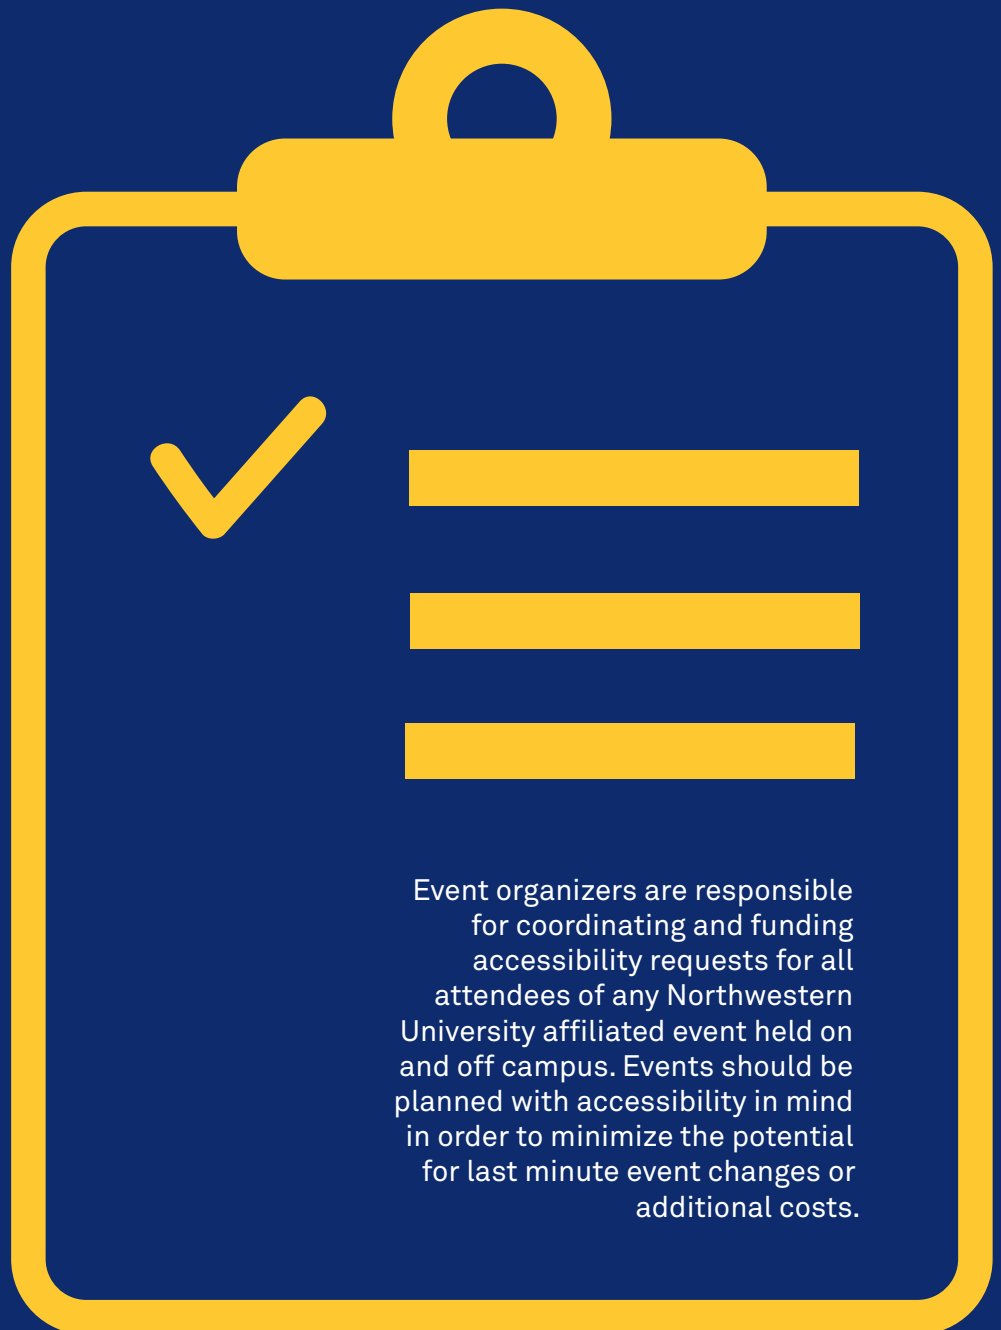 Event organizers are responsible
for coordinating and funding
accessibility requests for all
attendees of any Northwestern
University affiliated event held on
and off campus. Events should be
planned with accessibility in mind
in order to minimize the potential
for last minute event changes or
additional costs.